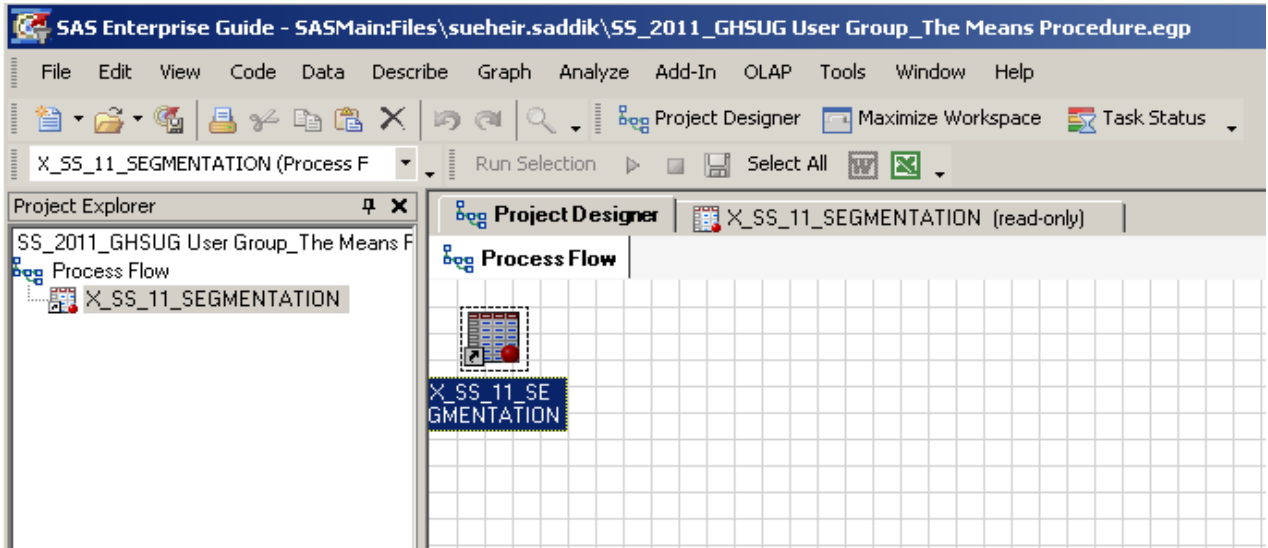 SAS Enterprise Guide - SASMain:Files\sueheir.saddik\SS_2011_GHSUG User Group_The Means Procedure.egp
File Edit View Code Data Describe Graph Analyze Add-In OLAP Tools Window Help
Project Designer Maximize Workspace Task Status
X_SS_11_SEGMENTATION (Process F Run Selection Select All
Project Explorer
SS_2011_GHSUG User Group_The Means F
Process Flow
X_SS_11_SEGMENTATION
Project Designer X_SS_11_SEGMENTATION (read-only)
Process Flow
X_SS_11_SE
GMENTATION